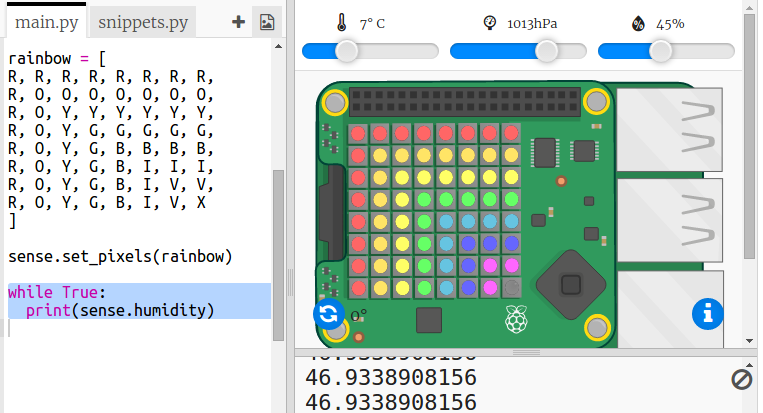 main.py
snippets.py
7° C
1013hPa
45%
rainbow = [
R, R, R, R, R, R, R, R,
R, O, O, O, O, O, O, O,
R, O, Y, Y, Y, Y, Y, Y,
R, O, Y, G, G, G, G, G,
R, O, Y, G, B, B, B, B,
R, O, Y, G, B, I, I, I,
R, O, Y, G, B, I, V, V,
R, O, Y, G, B, I, V, X
]
sense.set_pixels(rainbow)
while True:
print(sense.humidity)
0°
46.9338908156
46.9338908156
46.9338908156